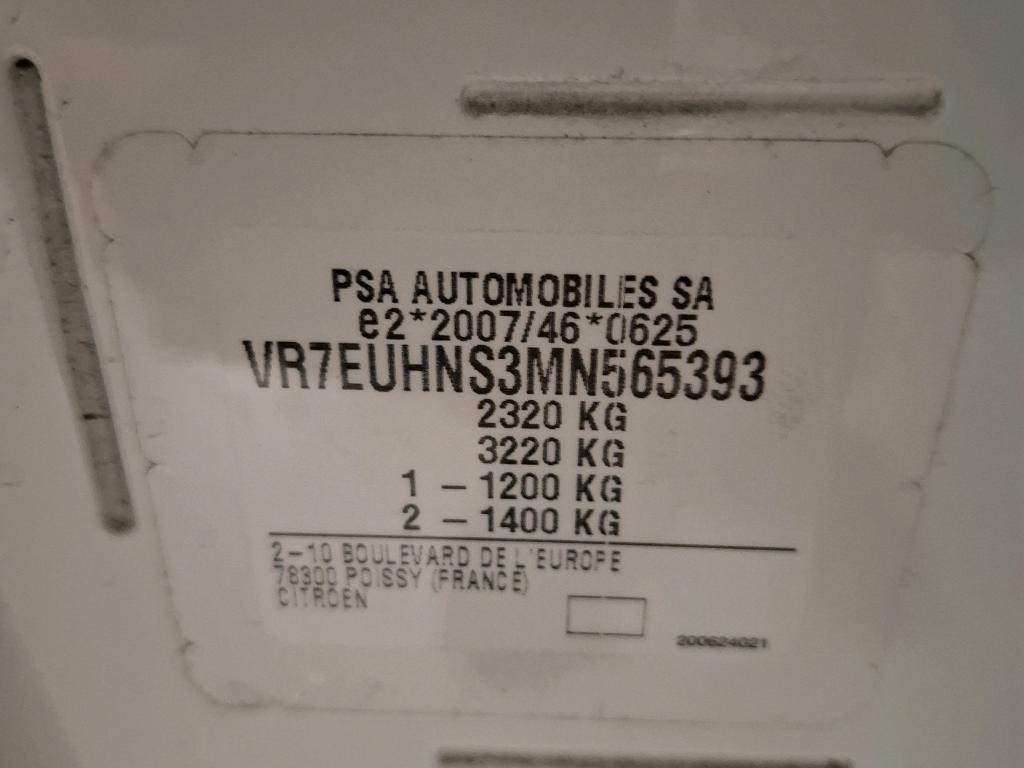 PSA AUTOMOBILES SA
e2*2007/46*0625
VR7EUHNS3MN565393
2320 KG
3220 KG
1 – 1200 KG
2 – 1400 KG
2–10 BOULEVARD DE L'EUROPE
78300 POISSY (FRANCE)
CITROEN
200624021